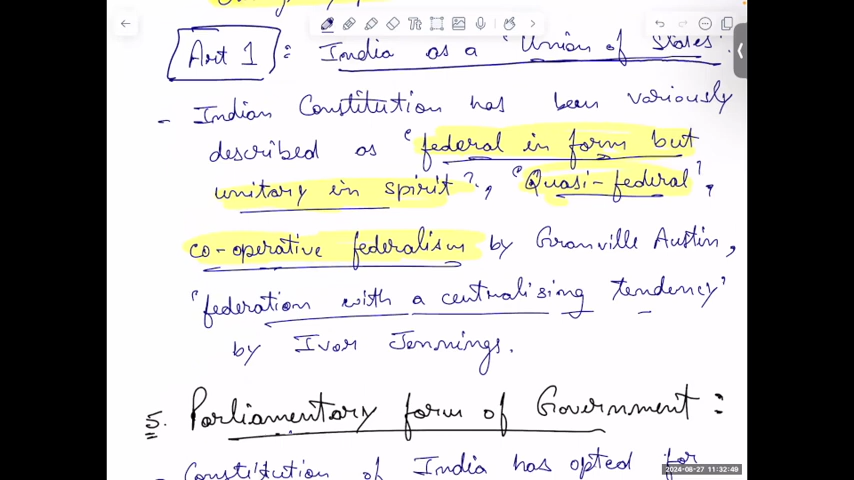 Art 1 : India as a 'Union of States'.
- Indian Constitution has been variously
described as 'federal in form but
unitary in spirit', 'Quasi-federal',
co-operative federalism by Granville Austin,
'federation with a centralising tendency'
by Ivor Jennings.
5. Parliamentary form of Government :
- Constitution of India has opted for
2024-08-27 11:32:49